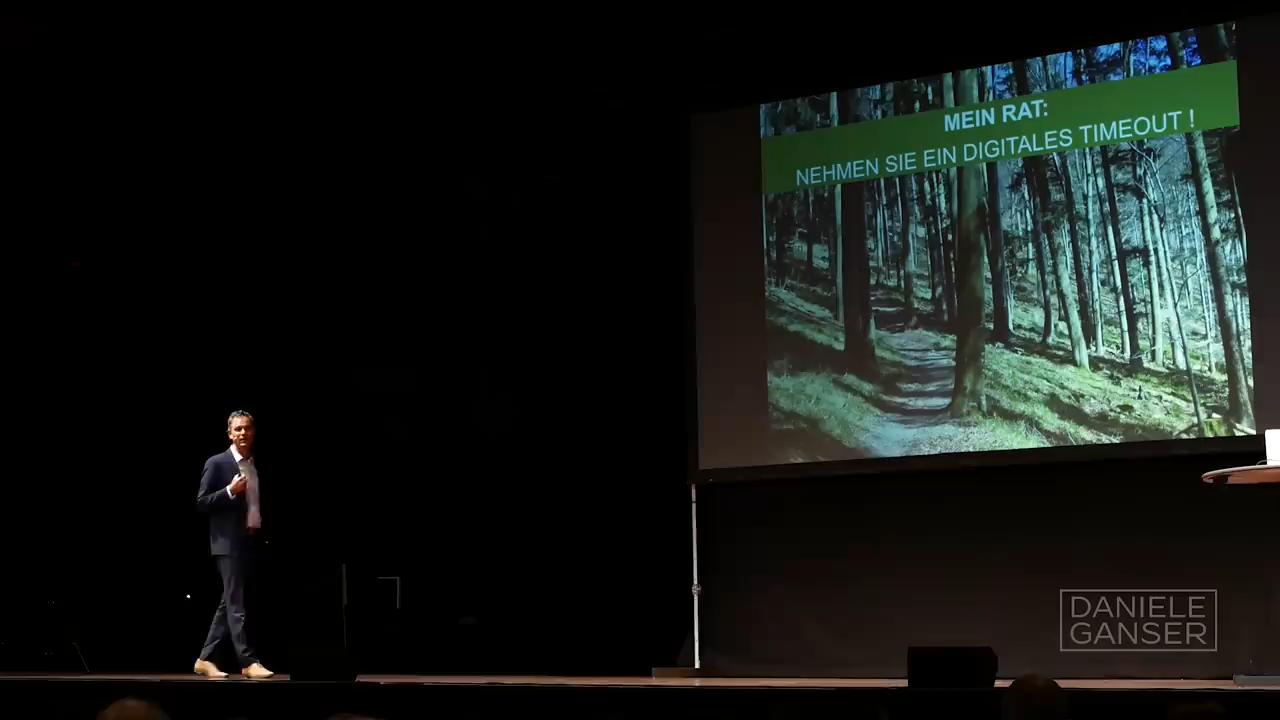 MEIN RAT:
NEHMEN SIE EIN DIGITALES TIMEOUT !
DANIELE
GANSER